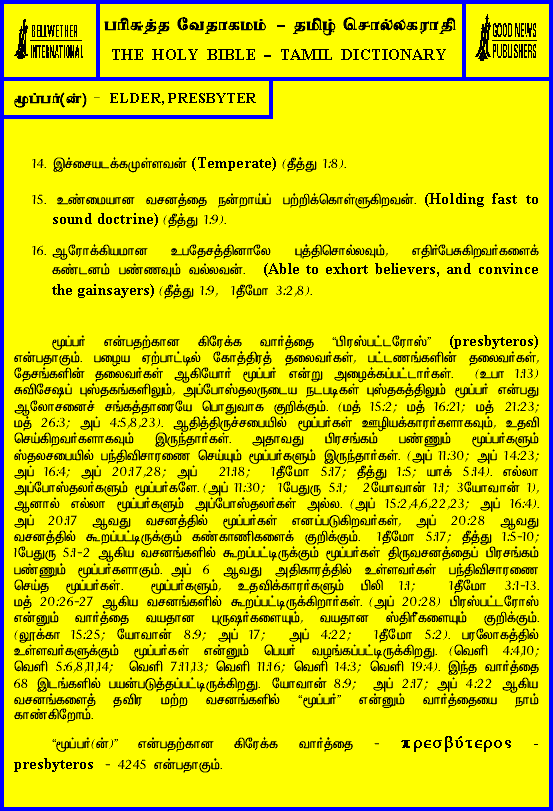 BELLWETHER
INTERNATIONAL
பரிசுத்த வேதாகமம் – தமிழ் சொல்லகராதி
THE HOLY BIBLE – TAMIL DICTIONARY
GOOD NEWS
PUBLISHERS
மூப்பர்(ன்) – ELDER, PRESBYTER
14. இச்சையடக்கமுள்ளவன் (Temperate) (தீத்து 1:8).
15. உண்மையான வசனத்தை நன்றாய்ப் பற்றிக்கொள்ளுகிறவன். (Holding fast to
sound doctrine) (தீத்து 1:9).
16. ஆரோக்கியமான உபதேசத்தினாலே புத்திசொல்லவும், எதிர்பேசுகிறவர்களைக்
கண்டனம் பண்ணவும் வல்லவன். (Able to exhort believers, and convince
the gainsayers) (தீத்து 1:9, 1தீமோ 3:2,8).
மூப்பர் என்பதற்கான கிரேக்க வார்த்தை “பிரஸ்பட்டரோஸ்” (presbyteros)
என்பதாகும். பழைய ஏற்பாட்டில் கோத்திரத் தலைவர்கள், பட்டணங்களின் தலைவர்கள்,
தேசங்களின் தலைவர்கள் ஆகியோர் மூப்பர் என்று அழைக்கப்பட்டார்கள். (உபா 1:13)
சுவிசேஷப் புஸ்தகங்களிலும், அப்போஸ்தலருடைய நடபடிகள் புஸ்தகத்திலும் மூப்பர் என்பது
ஆலோசனைச் சங்கத்தாரையே பொதுவாக குறிக்கும். (மத் 15:2; மத் 16:21; மத் 21:23;
மத் 26:3; அப் 4:5,8,23). ஆதித்திருச்சபையில் மூப்பர்கள் ஊழியக்காரர்களாகவும், உதவி
செய்கிறவர்களாகவும் இருந்தார்கள். அதாவது பிரசங்கம் பண்ணும் மூப்பர்களும்
ஸ்தலசபையில் பந்திவிசாரணை செய்யும் மூப்பர்களும் இருந்தார்கள். (அப் 11:30; அப் 14:23;
அப் 16:4; அப் 20:17,28; அப் 21:18; 1தீமோ 5:17; தீத்து 1:5; யாக் 5:14). எல்லா
அப்போஸ்தலர்களும் மூப்பர்களே. (அப் 11:30; 1பேதுரு 5:1; 2யோவான் 1:1; 3யோவான் 1),
ஆனால் எல்லா மூப்பர்களும் அப்போஸ்தலர்கள் அல்ல. (அப் 15:2,4,6,22,23; அப் 16:4).
அப் 20:17 ஆவது வசனத்தில் மூப்பர்கள் எனப்படுகிறவர்கள், அப் 20:28 ஆவது
வசனத்தில் கூறப்பட்டிருக்கும் கண்காணிகளைக் குறிக்கும். 1தீமோ 5:17; தீத்து 1:5-10;
1பேதுரு 5:1-2 ஆகிய வசனங்களில் கூறப்பட்டிருக்கும் மூப்பர்கள் திருவசனத்தைப் பிரசங்கம்
பண்ணும் மூப்பர்களாகும். அப் 6 ஆவது அதிகாரத்தில் உள்ளவர்கள் பந்திவிசாரணை
செய்த மூப்பர்கள். மூப்பர்களும், உதவிக்காரர்களும் பிலி 1:1; 1தீமோ 3:1-13.
மத் 20:26-27 ஆகிய வசனங்களில் கூறப்பட்டிருக்கிறார்கள். (அப் 20:28) பிரஸ்பட்டரோஸ்
என்னும் வார்த்தை வயதான புருஷர்களையும், வயதான ஸ்திரீகளையும் குறிக்கும்.
(லூக்கா 15:25; யோவான் 8:9; அப் 17; அப் 4:22; 1தீமோ 5:2). பரலோகத்தில்
உள்ளவர்களுக்கும் மூப்பர்கள் என்னும் பெயர் வழங்கப்பட்டிருக்கிறது. (வெளி 4:4,10;
வெளி 5:6,8,11,14; வெளி 7:11,13; வெளி 11:16; வெளி 14:3; வெளி 19:4). இந்த வார்த்தை
68 இடங்களில் பயன்படுத்தப்பட்டிருக்கிறது. யோவான் 8:9; அப் 2:17; அப் 4:22 ஆகிய
வசனங்களைத் தவிர மற்ற வசனங்களில் “மூப்பர்” என்னும் வார்த்தையை நாம்
காண்கிறோம்.
“மூப்பர்(ன்)” என்பதற்கான கிரேக்க வார்த்தை - πρεσβύτερος -
presbyteros - 4245 என்பதாகும்.